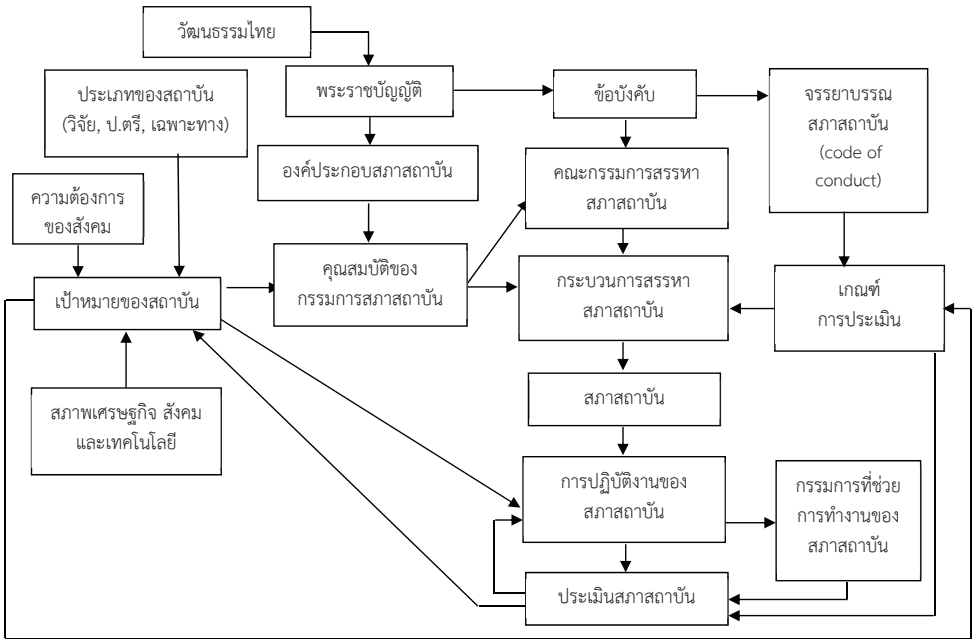 วัฒนธรรมไทย
พระราชบัญญัติ
ข้อบังคับ
จรรยาบรรณ
สภาสถาบัน
(code of
conduct)
ประเภทของสถาบัน
(วิจัย, ป.ตรี, เฉพาะทาง)
องค์ประกอบสภาสถาบัน
คณะกรรมการสรรหา
สภาสถาบัน
ความต้องการ
ของสังคม
คุณสมบัติของ
กรรมการสภาสถาบัน
กระบวนการสรรหา
สภาสถาบัน
เกณฑ์
การประเมิน
เป้าหมายของสถาบัน
สภาพเศรษฐกิจ สังคม
และเทคโนโลยี
สภาสถาบัน
การปฏิบัติงานของ
สภาสถาบัน
กรรมการที่ช่วย
การทำงานของ
สภาสถาบัน
ประเมินสภาสถาบัน